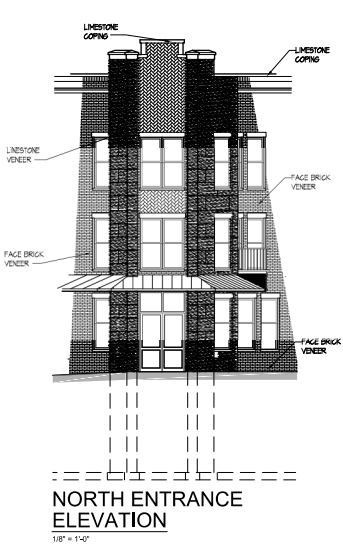 LIMESTONE
COPING
LIMESTONE
COPING
LIMESTONE
VENEER
FACE BRICK
VENEER
FACE BRICK
VENEER
FACE BRICK
VENEER
NORTH ENTRANCE
ELEVATION
1/8" = 1'-0"